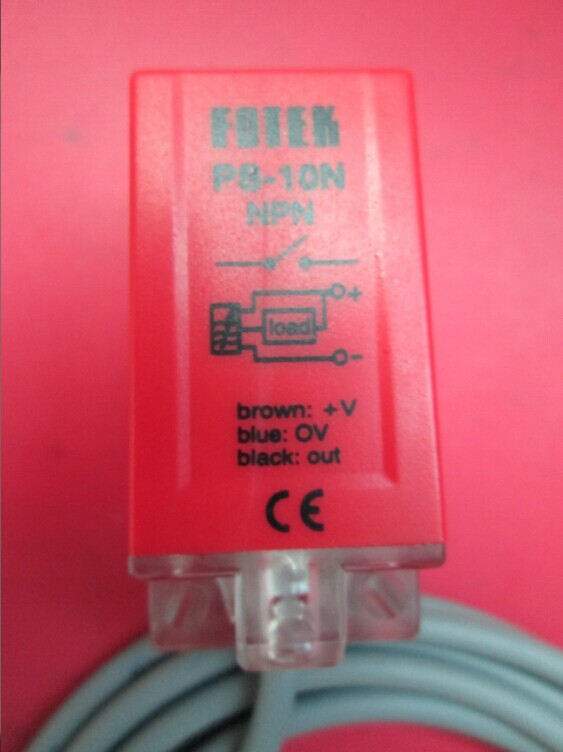 FOTEK
PS-10N
NPN
+
load
-
brown: +V
blue: OV
black: out
CE